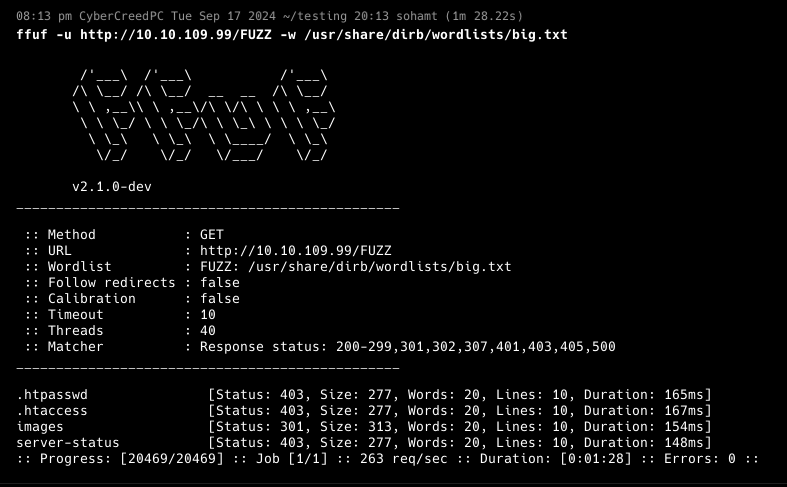 08:13 pm CyberCreedPC Tue Sep 17 2024 ~/testing 20:13 sohamt (1m 28.22s)
ffuf -u http://10.10.109.99/FUZZ -w /usr/share/dirb/wordlists/big.txt
        /'___\  /'___\           /'___\
       /\ \__/ /\ \__/  __  __  /\ \__/
       \ \ ,__\\ \ ,__\/\ \/\ \ \ \ ,__\
        \ \ \_/ \ \ \_/\ \ \_\ \ \ \ \_/
         \ \_\   \ \_\  \ \____/  \ \_\
          \/_/    \/_/   \/___/    \/_/
       v2.1.0-dev
________________________________________________
 :: Method           : GET
 :: URL              : http://10.10.109.99/FUZZ
 :: Wordlist         : FUZZ: /usr/share/dirb/wordlists/big.txt
 :: Follow redirects : false
 :: Calibration      : false
 :: Timeout          : 10
 :: Threads          : 40
 :: Matcher          : Response status: 200-299,301,302,307,401,403,405,500
________________________________________________
.htpasswd               [Status: 403, Size: 277, Words: 20, Lines: 10, Duration: 165ms]
.htaccess               [Status: 403, Size: 277, Words: 20, Lines: 10, Duration: 167ms]
images                  [Status: 301, Size: 313, Words: 20, Lines: 10, Duration: 154ms]
server-status           [Status: 403, Size: 277, Words: 20, Lines: 10, Duration: 148ms]
:: Progress: [20469/20469] :: Job [1/1] :: 263 req/sec :: Duration: [0:01:28] :: Errors: 0 ::